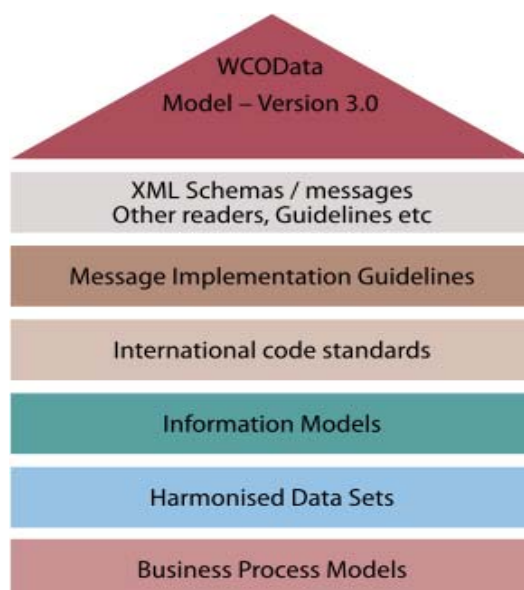 WCOData
Model – Version 3.0
XML Schemas / messages
Other readers, Guidelines etc
Message Implementation Guidelines
International code standards
Information Models
Harmonised Data Sets
Business Process Models